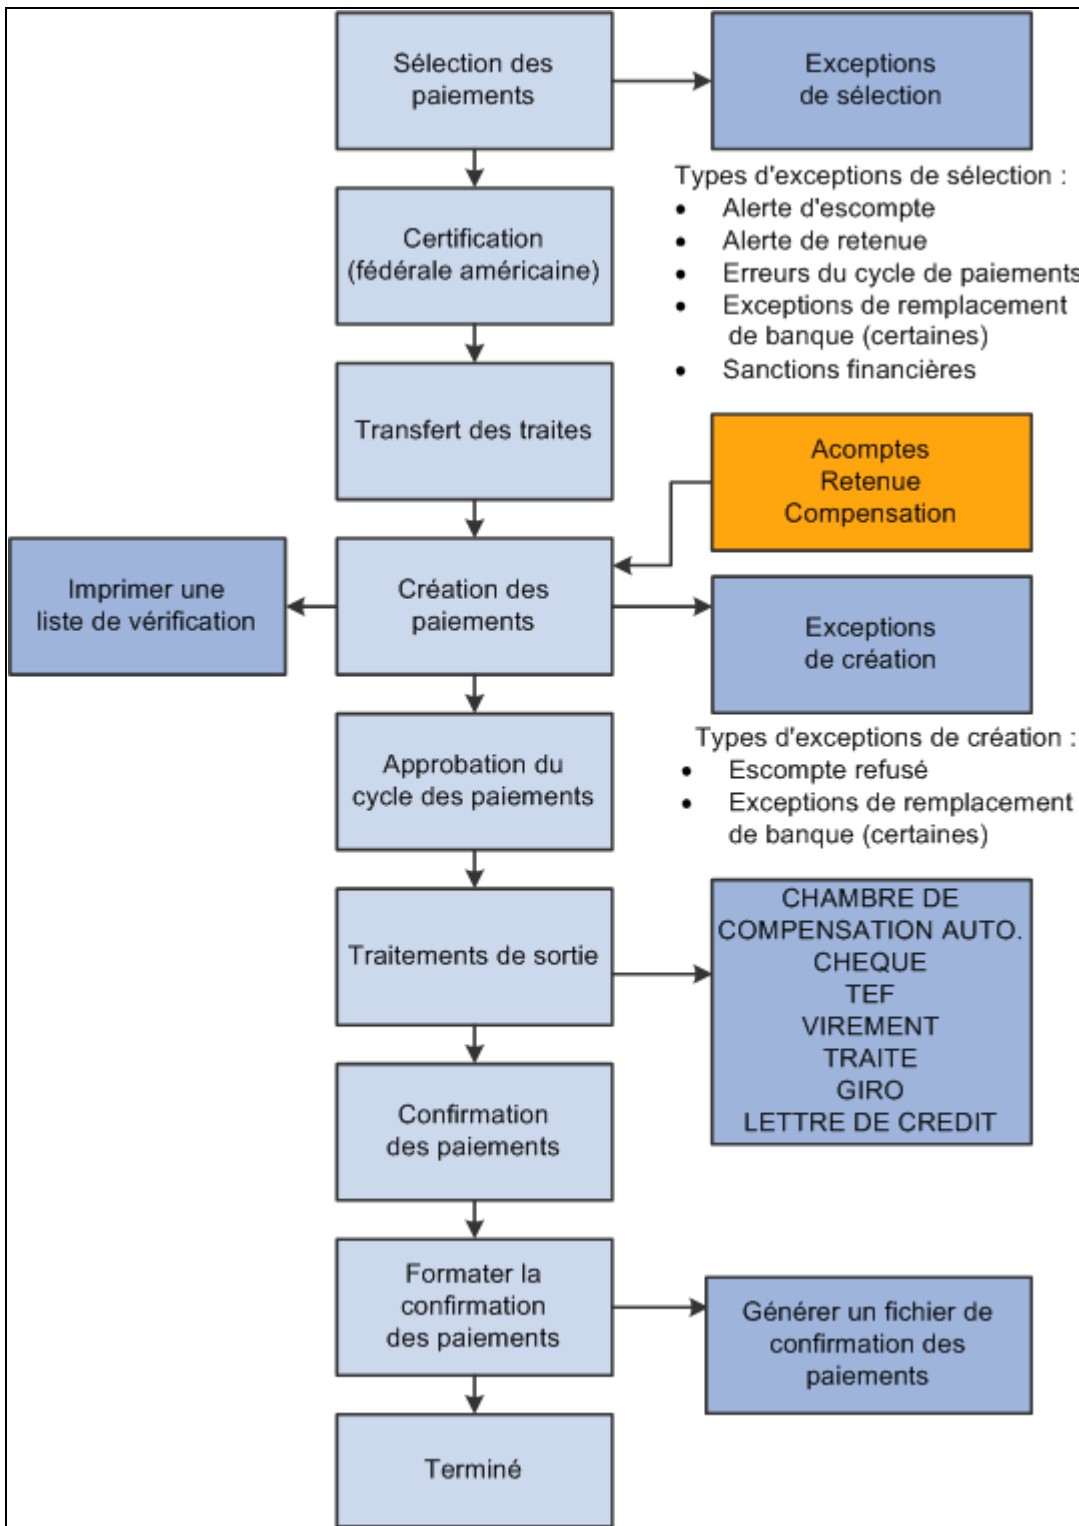 Sélection des
paiements
Exceptions
de sélection
Types d'exceptions de sélection :
• Alerte d'escompte
• Alerte de retenue
• Erreurs du cycle de paiements
• Exceptions de remplacement
de banque (certaines)
• Sanctions financières
Certification
(fédérale américaine)
Transfert des traites
Acomptes
Retenue
Compensation
Imprimer une
liste de vérification
Création des
paiements
Exceptions
de création
Types d'exceptions de création :
• Escompte refusé
• Exceptions de remplacement
de banque (certaines)
Approbation du
cycle des paiements
Traitements de sortie
CHAMBRE DE
COMPENSATION AUTO.
CHEQUE
TEF
VIREMENT
TRAITE
GIRO
LETTRE DE CREDIT
Confirmation
des paiements
Formater la
confirmation
des paiements
Générer un fichier de
confirmation des
paiements
Terminé